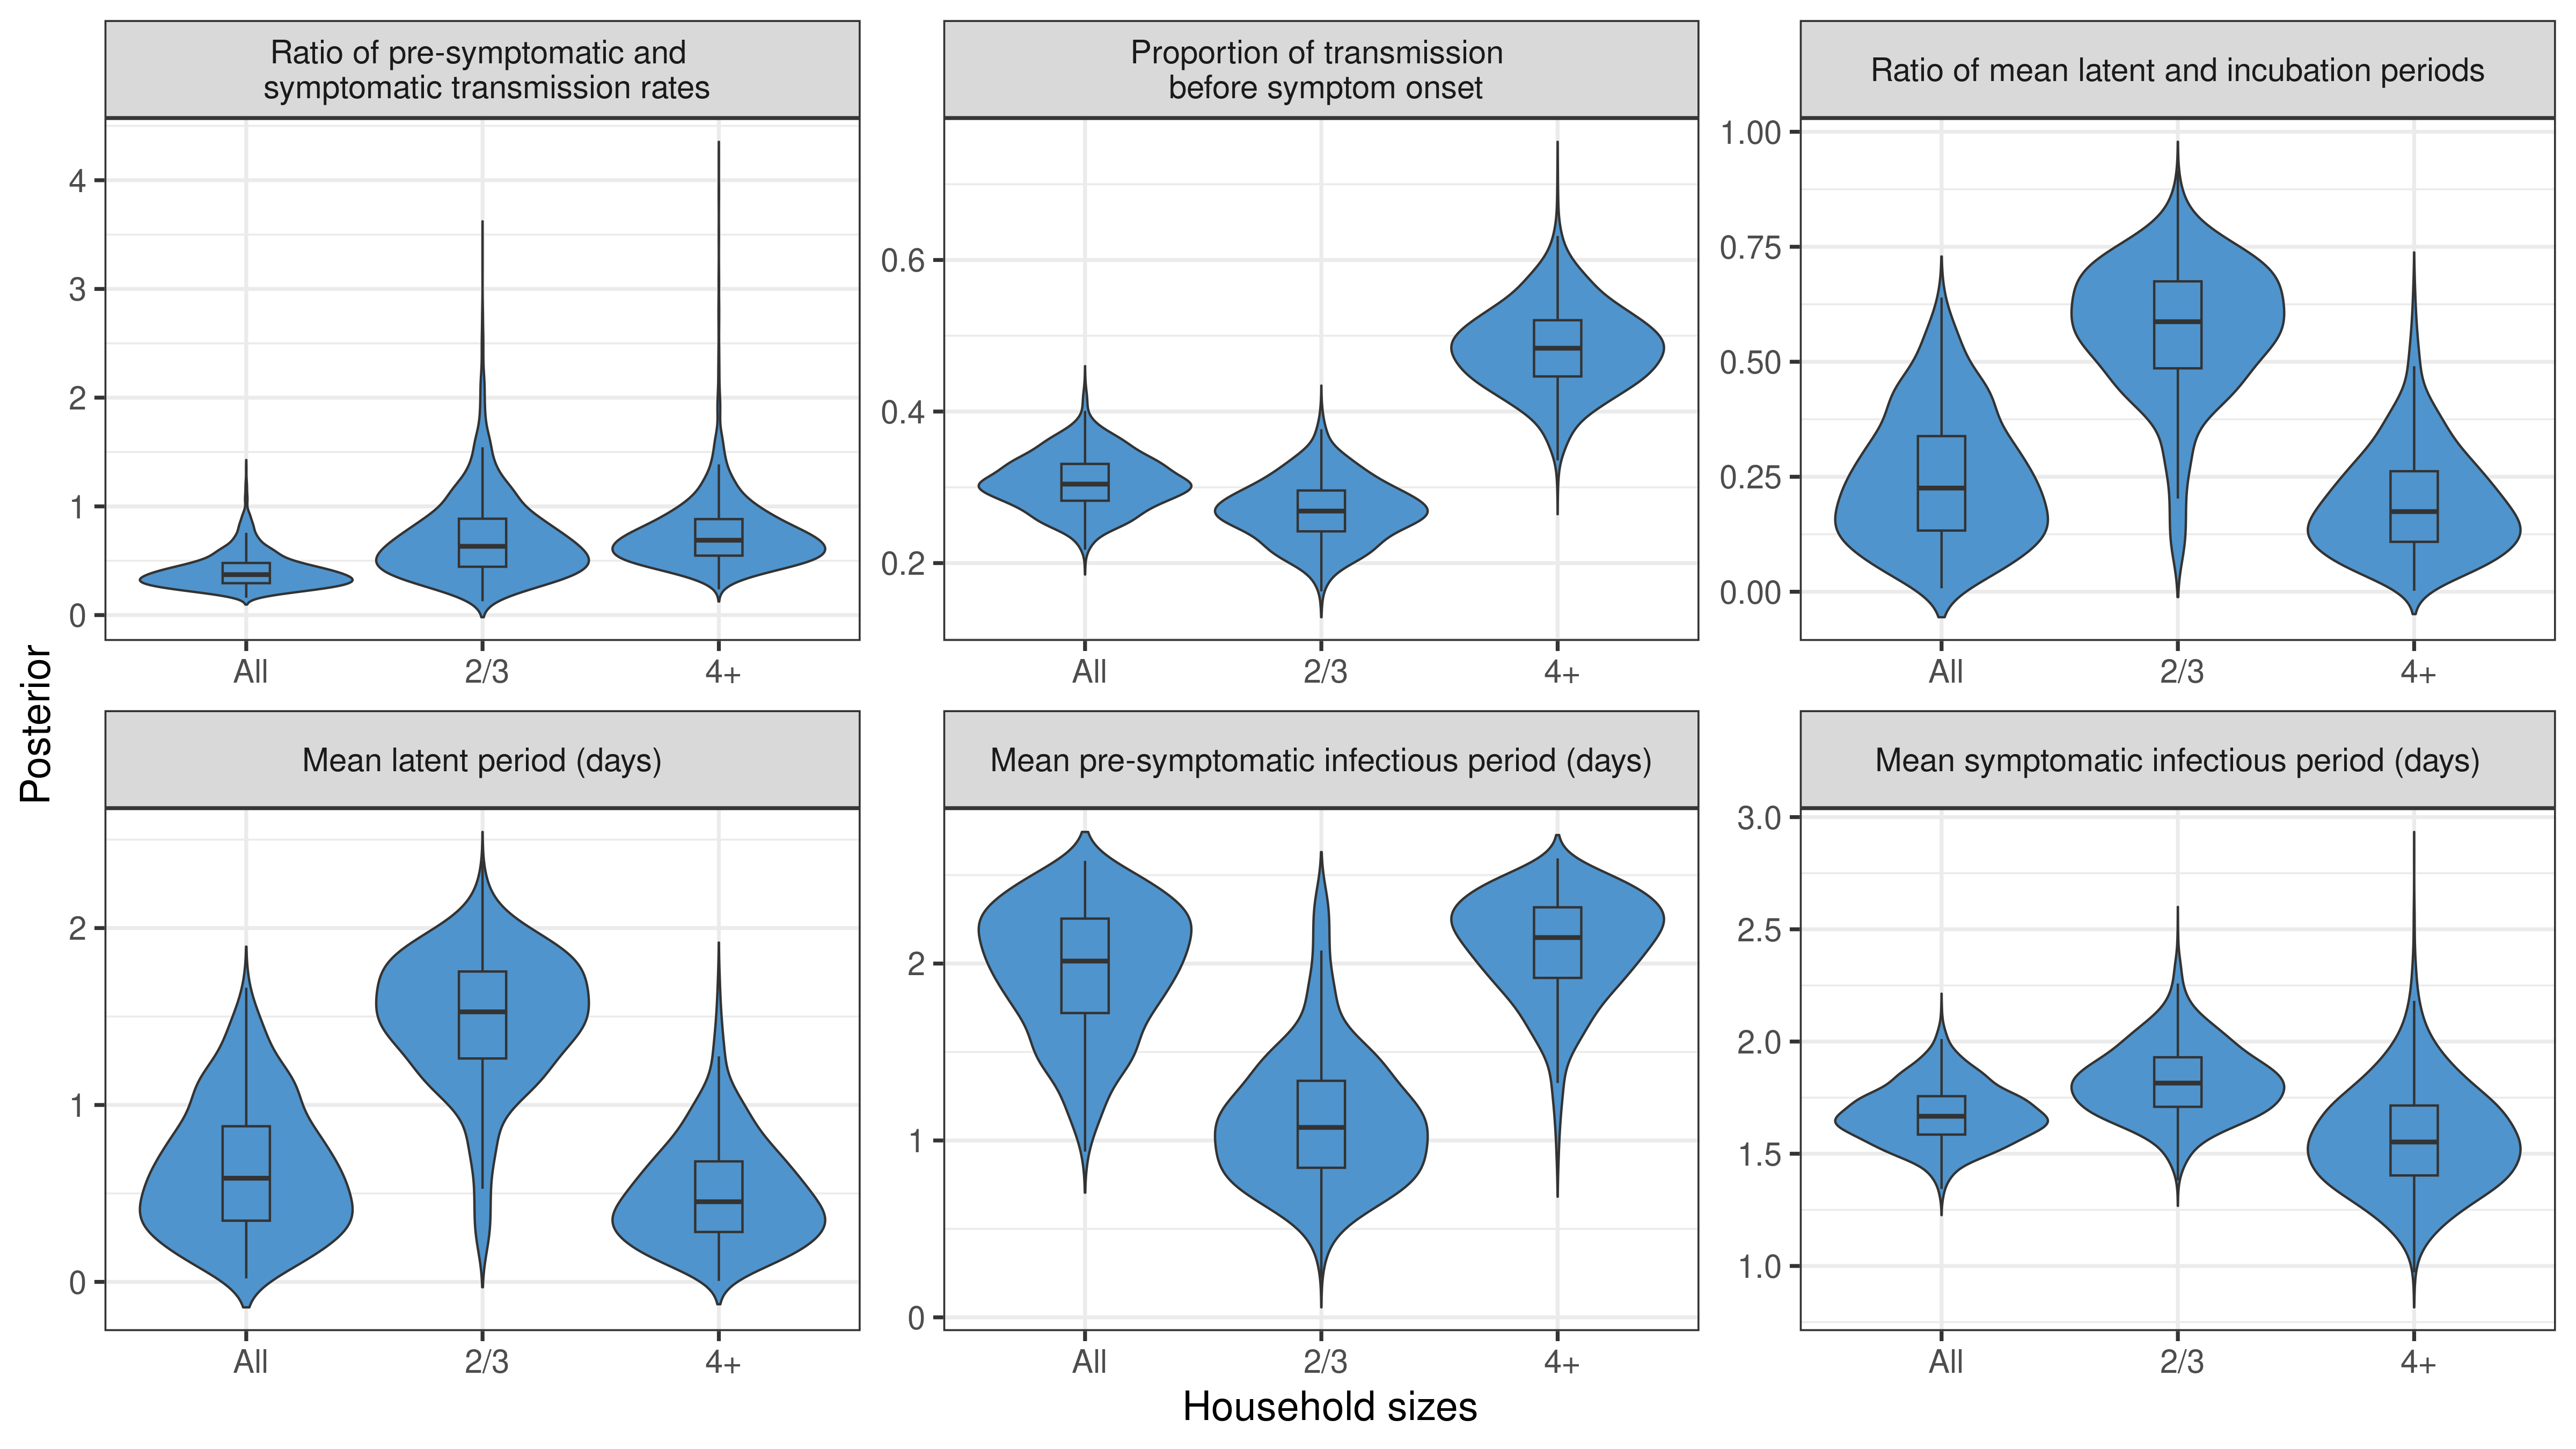 Ratio of pre-symptomatic and
symptomatic transmission rates
Proportion of transmission
before symptom onset
Ratio of mean latent and incubation periods
4
3
2
1
0
0.6
0.4
0.2
1.00
0.75
0.50
0.25
0.00
All 2/3 4+
All 2/3 4+
All 2/3 4+
Posterior
Mean latent period (days)
Mean pre-symptomatic infectious period (days)
Mean symptomatic infectious period (days)
2
1
0
2
1
0
3.0
2.5
2.0
1.5
1.0
All 2/3 4+
All 2/3 4+
All 2/3 4+
Household sizes